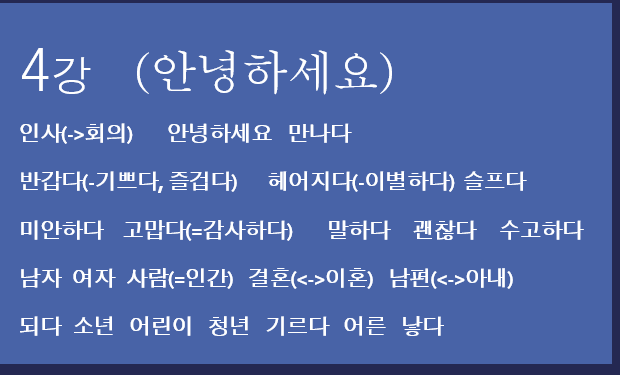 4강 (안녕하세요)
인사(->회의) 안녕하세요 만나다
반갑다(-기쁘다, 즐겁다) 헤어지다(-이별하다) 슬프다
미안하다 고맙다(=감사하다) 말하다 괜찮다 수고하다
남자 여자 사람(=인간) 결혼(<->이혼) 남편(<->아내)
되다 소년 어린이 청년 기르다 어른 낳다